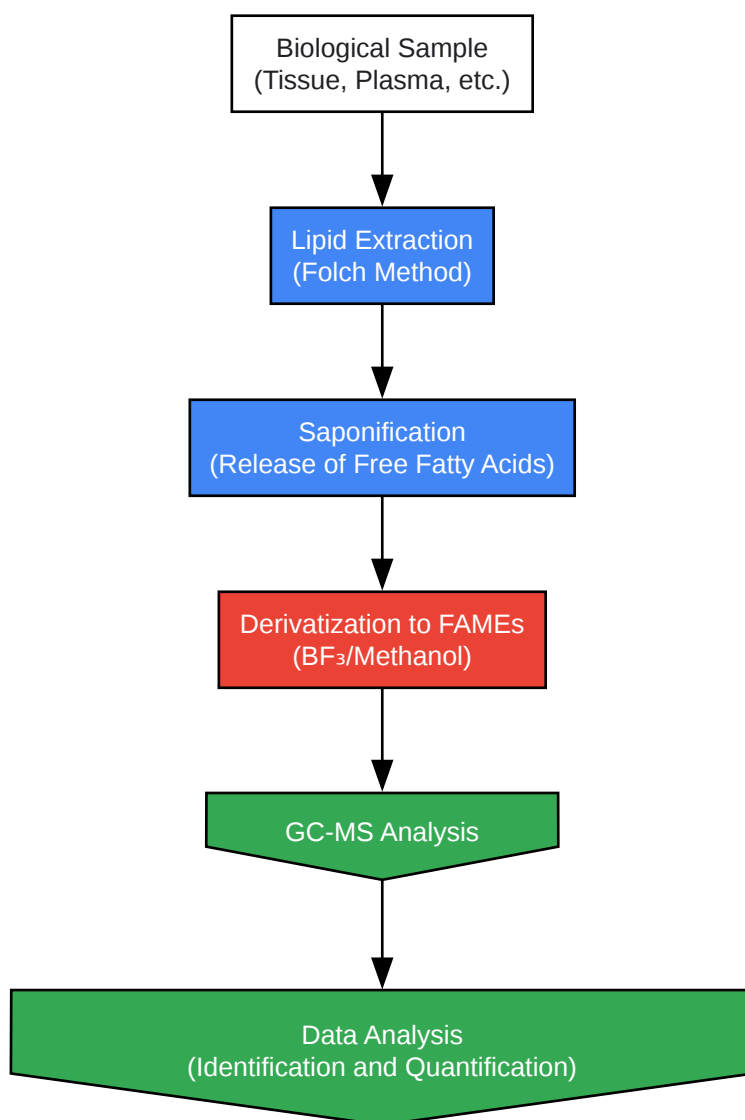 Biological Sample
(Tissue, Plasma, etc.)
Lipid Extraction
(Folch Method)
Saponification
(Release of Free Fatty Acids)
Derivatization to FAMEs
(BF₃/Methanol)
GC-MS Analysis
Data Analysis
(Identification and Quantification)